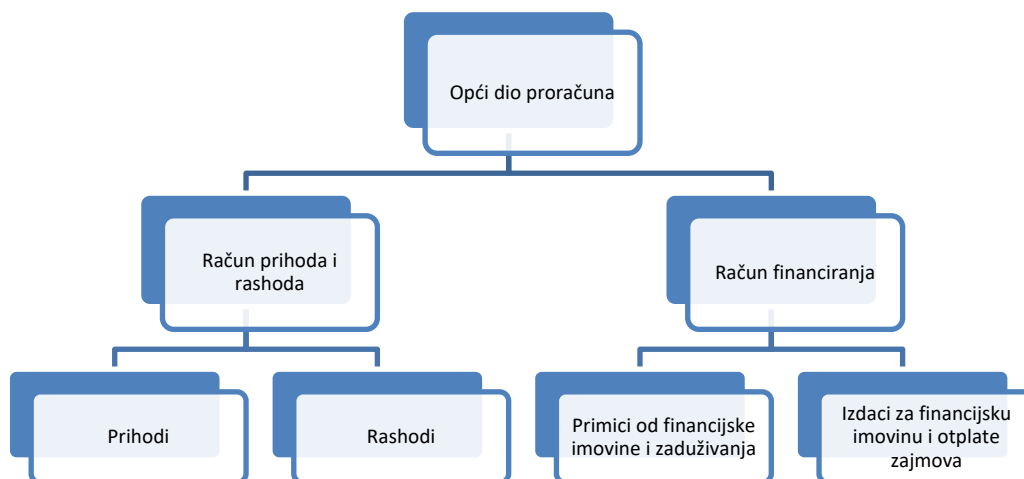 Opći dio proračuna
Račun prihoda i
rashoda
Račun financiranja
Prihodi
Rashodi
Primici od financijske
imovine i zaduživanja
Izdaci za financijsku
imovinu i otplate
zajmova